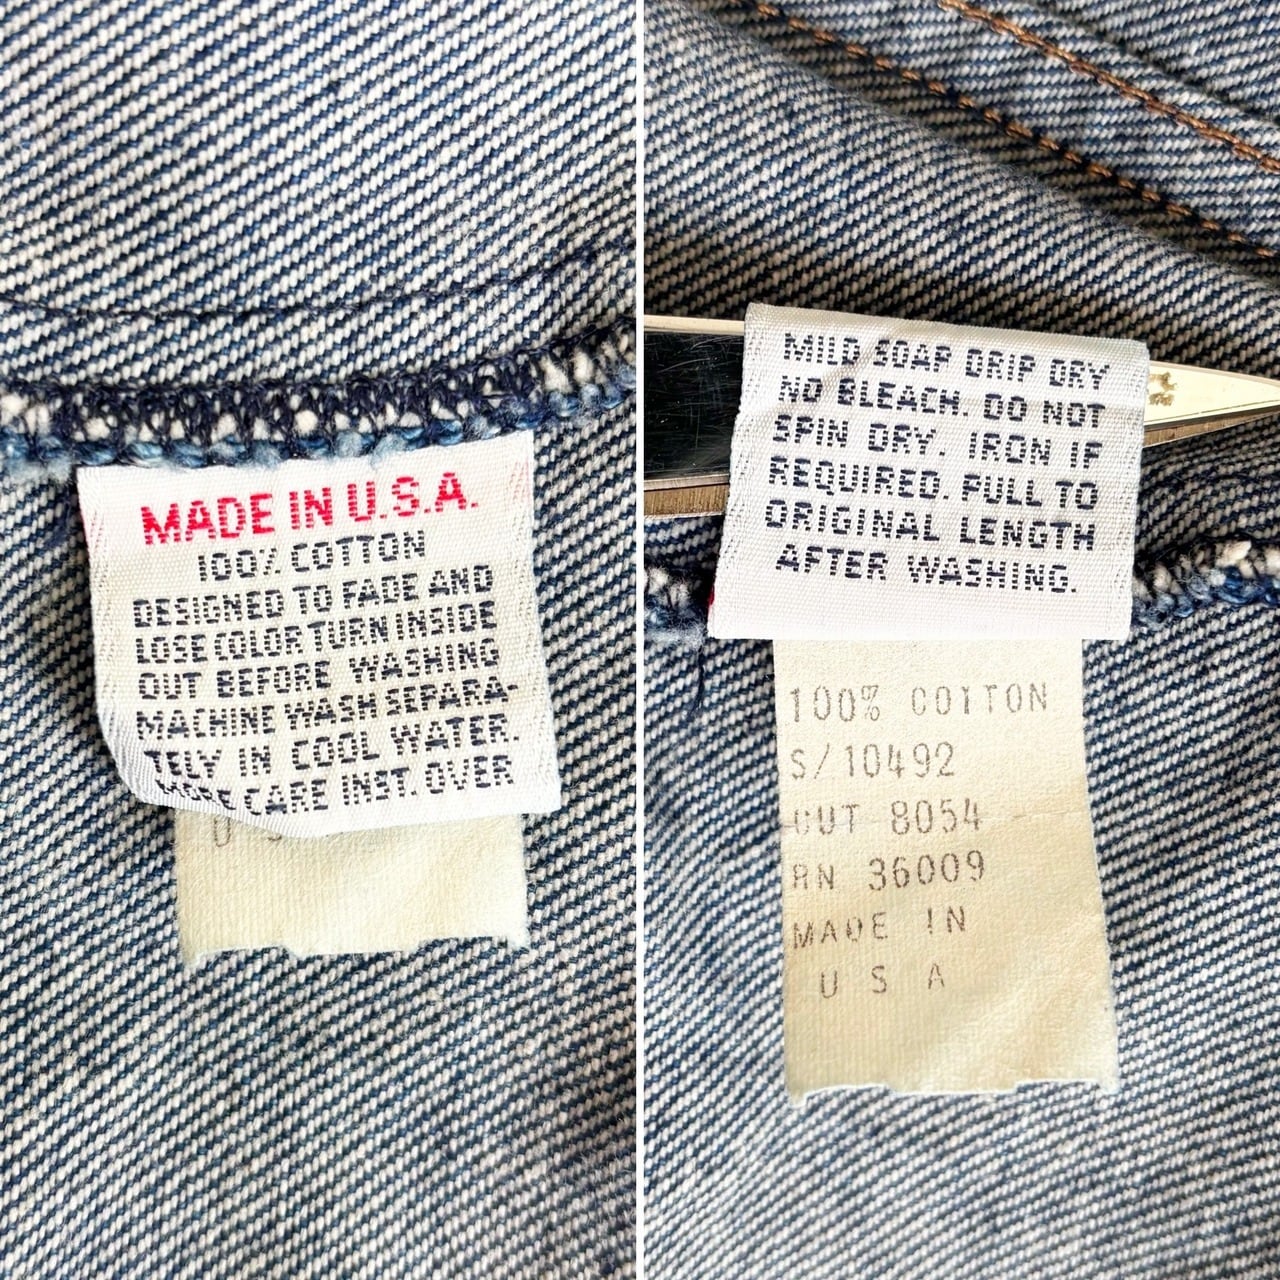 MADE IN U.S.A.
100% COTTON
DESIGNED TO FADE AND
LOSE COLOR TURN INSIDE
OUT BEFORE WASHING
MACHINE WASH SEPARA-
TELY IN COOL WATER.
MORE CARE INST. OVER
U S
MILD SOAP DRIP DRY
NO BLEACH. DO NOT
SPIN DRY. IRON IF
REQUIRED. PULL TO
ORIGINAL LENGTH
AFTER WASHING.
100% COTTON
S/10492
CUT 8054
RN 36009
MADE IN
U S A